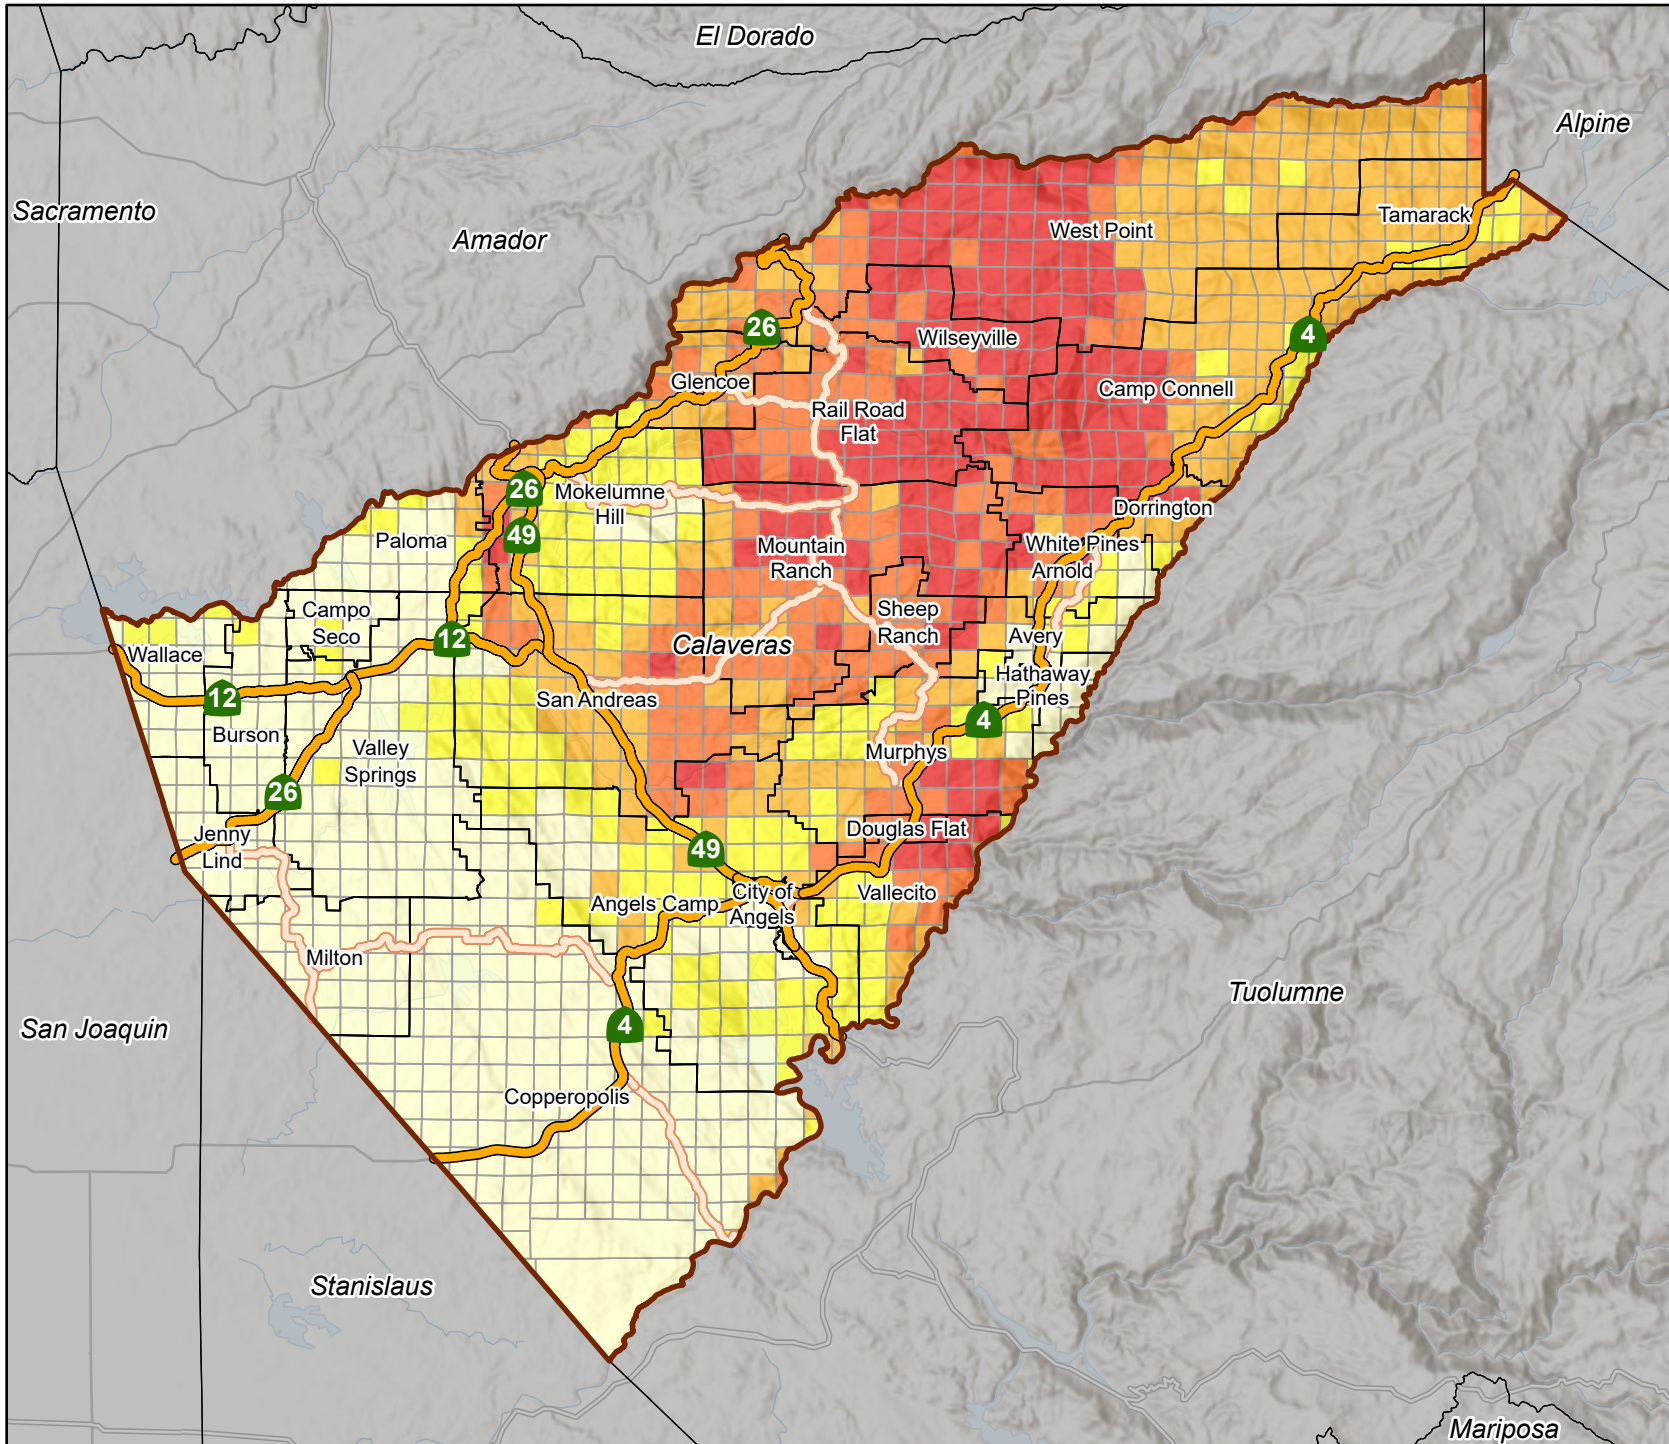 El Dorado
Alpine
Sacramento
Amador
Tamarack
West Point
26
4
Wilseyville
Glencoe
Camp Connell
Rail Road
Flat
26
Mokelumne
Hill
Dorrington
49
Paloma
Mountain
Ranch
White Pines
Arnold
Campo
Seco
Sheep
Ranch
12
Avery
Calaveras
Wallace
Hathaway
Pines
12
San Andreas
4
Burson
Valley
Springs
Murphys
26
Jenny
Lind
Douglas Flat
49
City of
Angels
Angels Camp
Vallecito
Milton
Tuolumne
San Joaquin
4
Copperopolis
Stanislaus
Mariposa